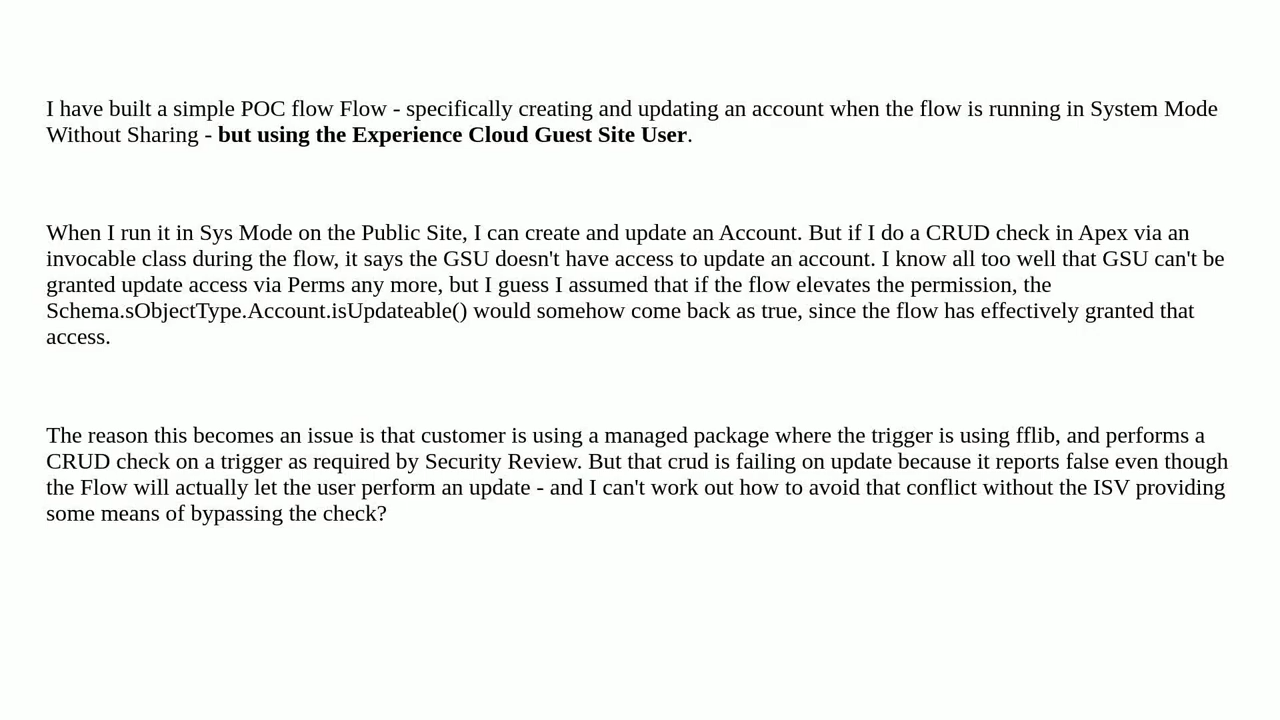 I have built a simple POC flow Flow - specifically creating and updating an account when the flow is running in System Mode
Without Sharing - but using the Experience Cloud Guest Site User.
When I run it in Sys Mode on the Public Site, I can create and update an Account. But if I do a CRUD check in Apex via an
invocable class during the flow, it says the GSU doesn't have access to update an account. I know all too well that GSU can't be
granted update access via Perms any more, but I guess I assumed that if the flow elevates the permission, the
Schema.sObjectType.Account.isUpdateable() would somehow come back as true, since the flow has effectively granted that
access.
The reason this becomes an issue is that customer is using a managed package where the trigger is using fflib, and performs a
CRUD check on a trigger as required by Security Review. But that crud is failing on update because it reports false even though
the Flow will actually let the user perform an update - and I can't work out how to avoid that conflict without the ISV providing
some means of bypassing the check?